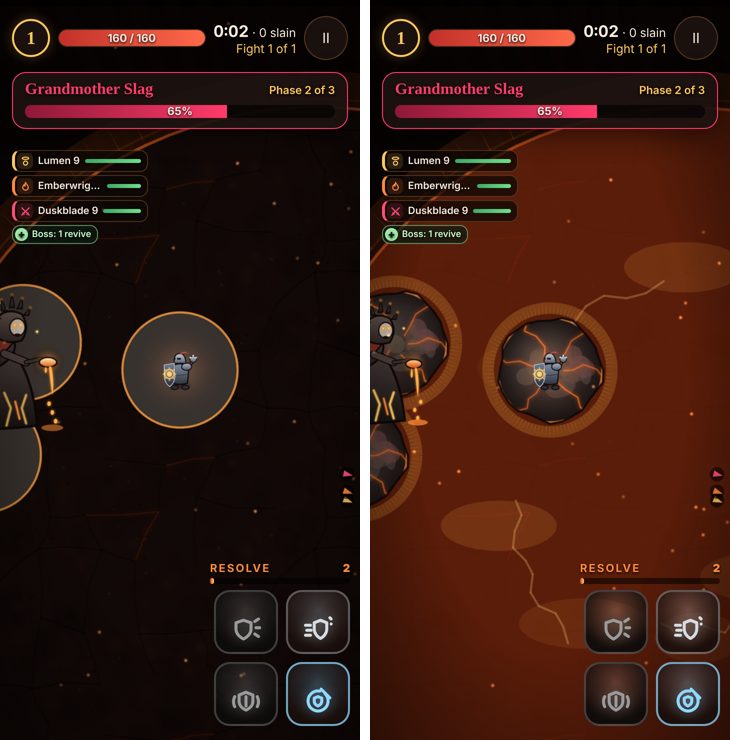 1
160 / 160
0:02 · 0 slain
Fight 1 of 1
Grandmother Slag
Phase 2 of 3
65%
Lumen 9
Emberwrig...
Duskblade 9
Boss: 1 revive
RESOLVE 2
1
160 / 160
0:02 · 0 slain
Fight 1 of 1
Grandmother Slag
Phase 2 of 3
65%
Lumen 9
Emberwrig...
Duskblade 9
Boss: 1 revive
RESOLVE 2